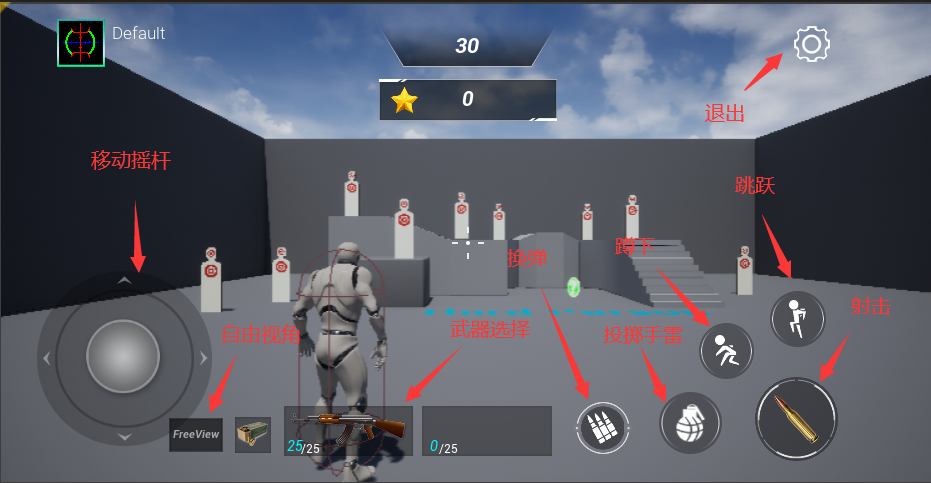 Default
30
0
退出
移动摇杆
跳跃
换弹
蹲下
自由视角
武器选择
投掷手雷
射击
FreeView
25/25
0/25